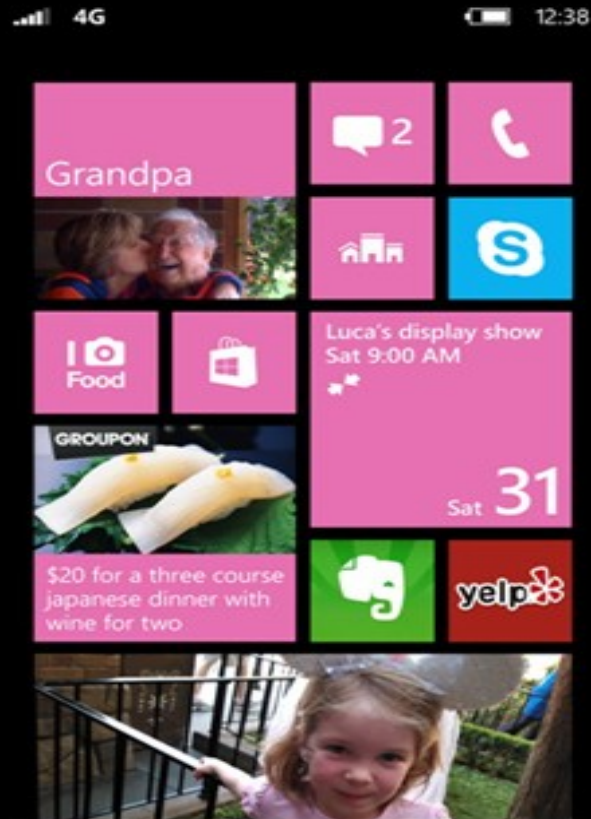 4G
12:38
Grandpa
2
S
I
Food
Luca's display show
Sat 9:00 AM
Sat 31
GROUPON
$20 for a three course
japanese dinner with
wine for two
yelp